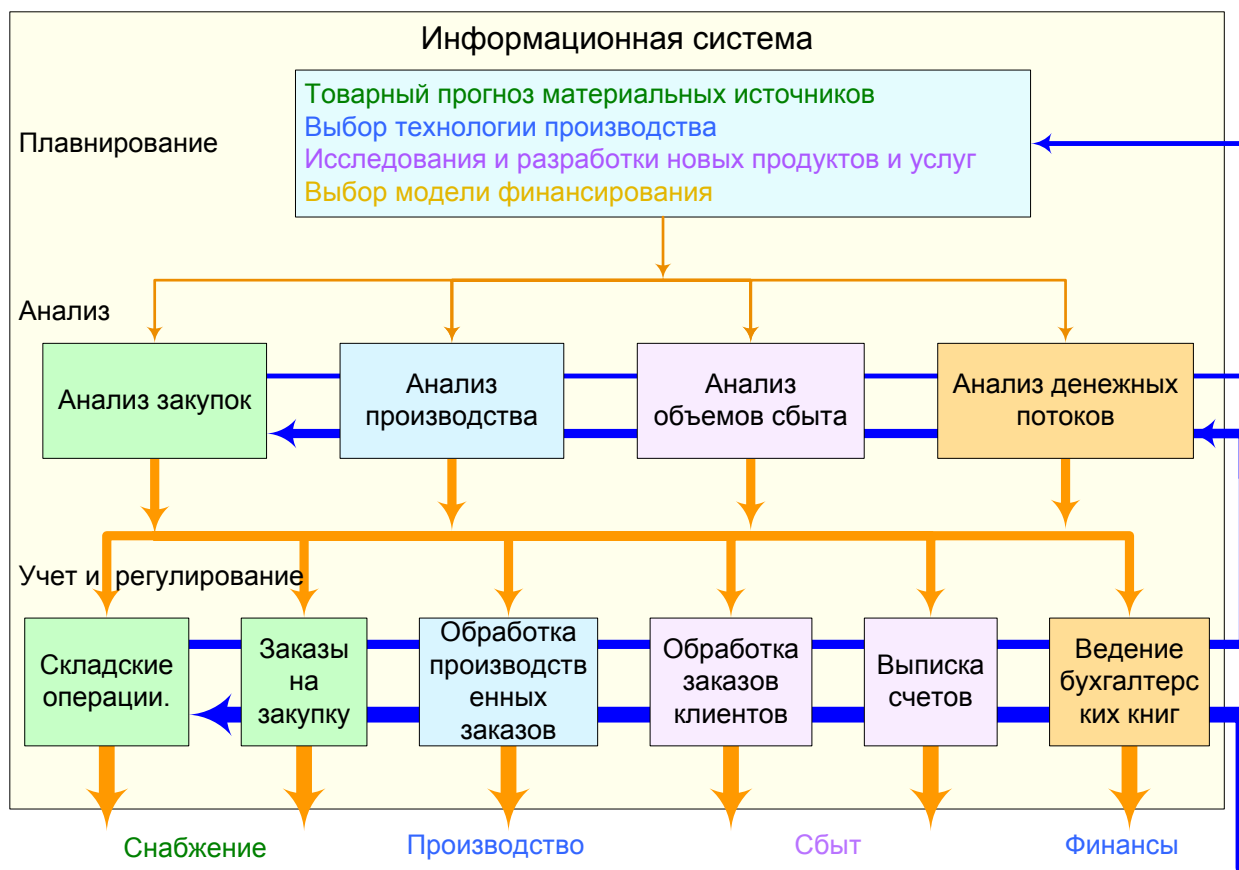 Информационная система
Товарный прогноз материальных источников
Выбор технологии производства
Плавнирование
Исследования и разработки новых продуктов и услуг
Выбор модели финансирования
Анализ
Анализ закупок
Анализ
производства
Анализ
объемов сбыта
Анализ денежных
потоков
Учет и регулирование
Складские
операции.
Заказы
на
закупку
Обработка
производств
енных
заказов
Обработка
заказов
клиентов
Выписка
счетов
Ведение
бухгалтерс
ких книг
Снабжение
Производство
Сбыт
Финансы